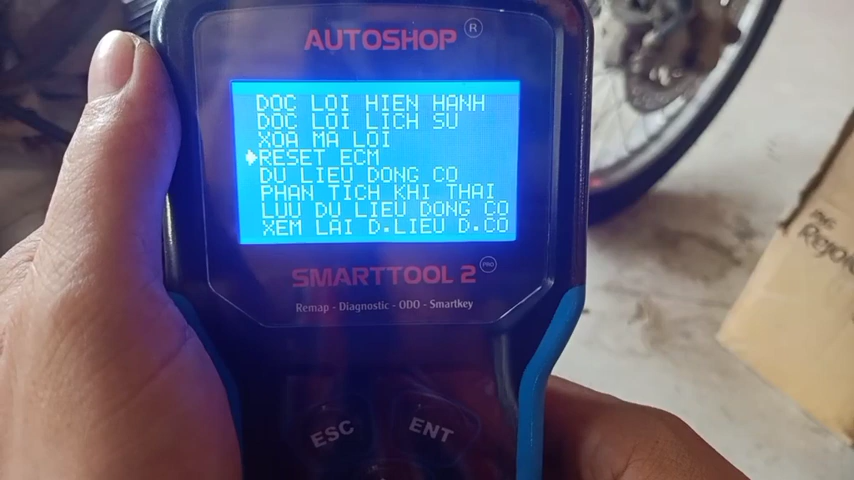 AUTOSHOP ®
DOC LOI HIEN HANH
DOC LOI LICH SU
XOA MA LOI
RESET ECM
DU LIEU DONG CO
PHAN TICH KHI THAI
LUU DU LIEU DONG CO
XEM LAI D.LIEU D.CO
SMARTTOOL 2 PRO
Remap - Diagnostic - ODO - Smartkey
ESC
ENT
Rejoice